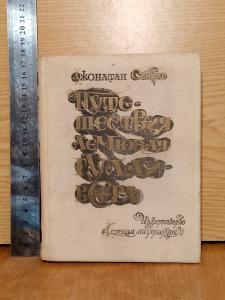 Джонатан Свифт
ПУТЕ-
ШЕСТВИЯ
ЛЕМЮЭЛЯ
ГУЛЛИ-
ВЕРА
Издательство
Детская литература